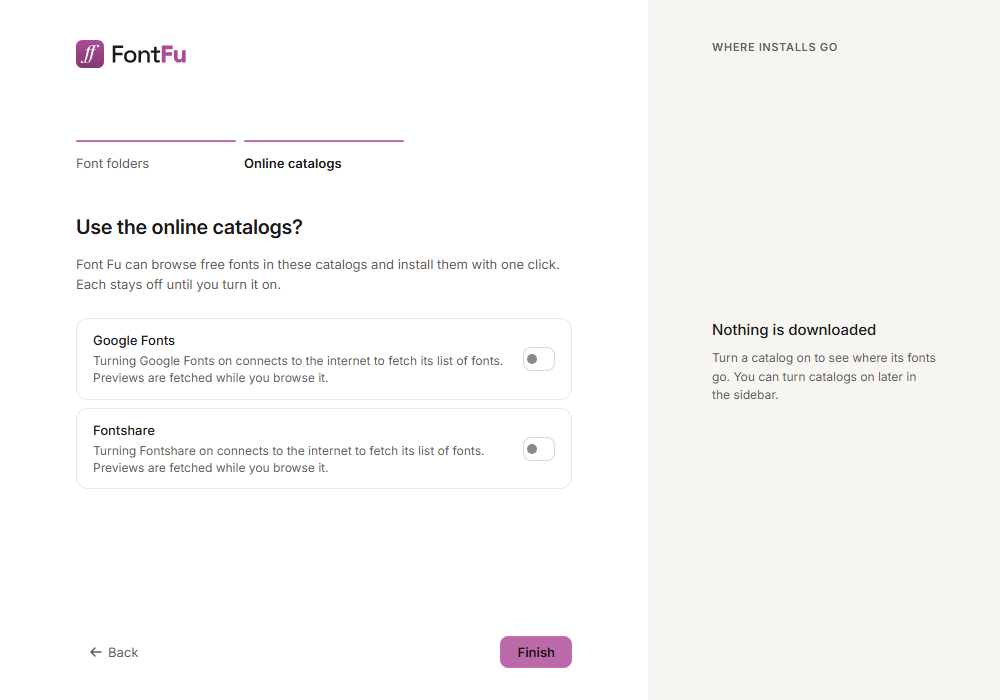 ff FontFu
Font folders
Online catalogs
Use the online catalogs?
Font Fu can browse free fonts in these catalogs and install them with one click.
Each stays off until you turn it on.
Google Fonts
Turning Google Fonts on connects to the internet to fetch its list of fonts.
Previews are fetched while you browse it.
Fontshare
Turning Fontshare on connects to the internet to fetch its list of fonts.
Previews are fetched while you browse it.
← Back
Finish
WHERE INSTALLS GO
Nothing is downloaded
Turn a catalog on to see where its fonts
go. You can turn catalogs on later in
the sidebar.